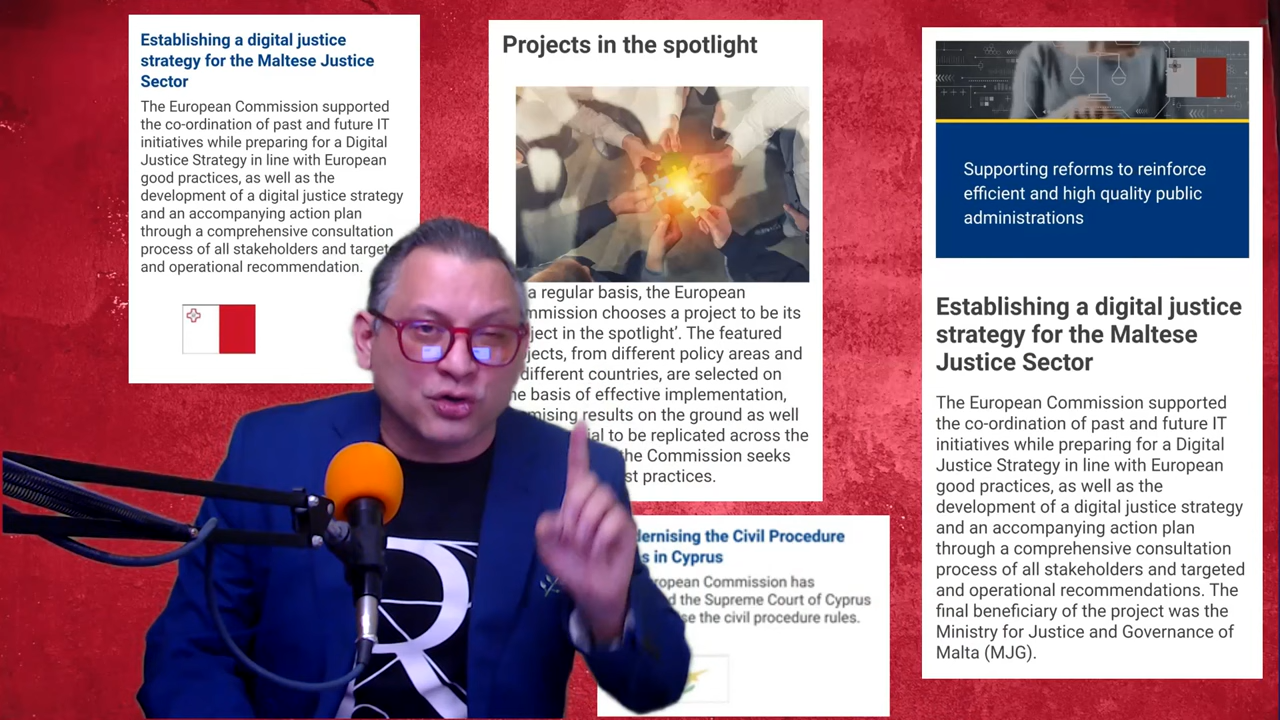 Establishing a digital justice
strategy for the Maltese Justice
Sector
The European Commission supported
the co-ordination of past and future IT
initiatives while preparing for a Digital
Justice Strategy in line with European
good practices, as well as the
development of a digital justice strategy
and an accompanying action plan
through a comprehensive consultation
process of all stakeholders and
and operational recommendation.
Projects in the spotlight
a regular basis, the European
chooses a project to be its
in the spotlight’. The featured
from different policy areas and
different countries, are selected on
basis of effective implementation,
results on the ground as well
to be replicated across the
the Commission seeks
practices.
the Civil Procedure
in Cyprus
Commission has
the Supreme Court of Cyprus
the civil procedure rules.
Supporting reforms to reinforce
efficient and high quality public
administrations
Establishing a digital justice
strategy for the Maltese
Justice Sector
The European Commission supported
the co-ordination of past and future IT
initiatives while preparing for a Digital
Justice Strategy in line with European
good practices, as well as the
development of a digital justice strategy
and an accompanying action plan
through a comprehensive consultation
process of all stakeholders and targeted
and operational recommendations. The
final beneficiary of the project was the
Ministry for Justice and Governance of
Malta (MJG).